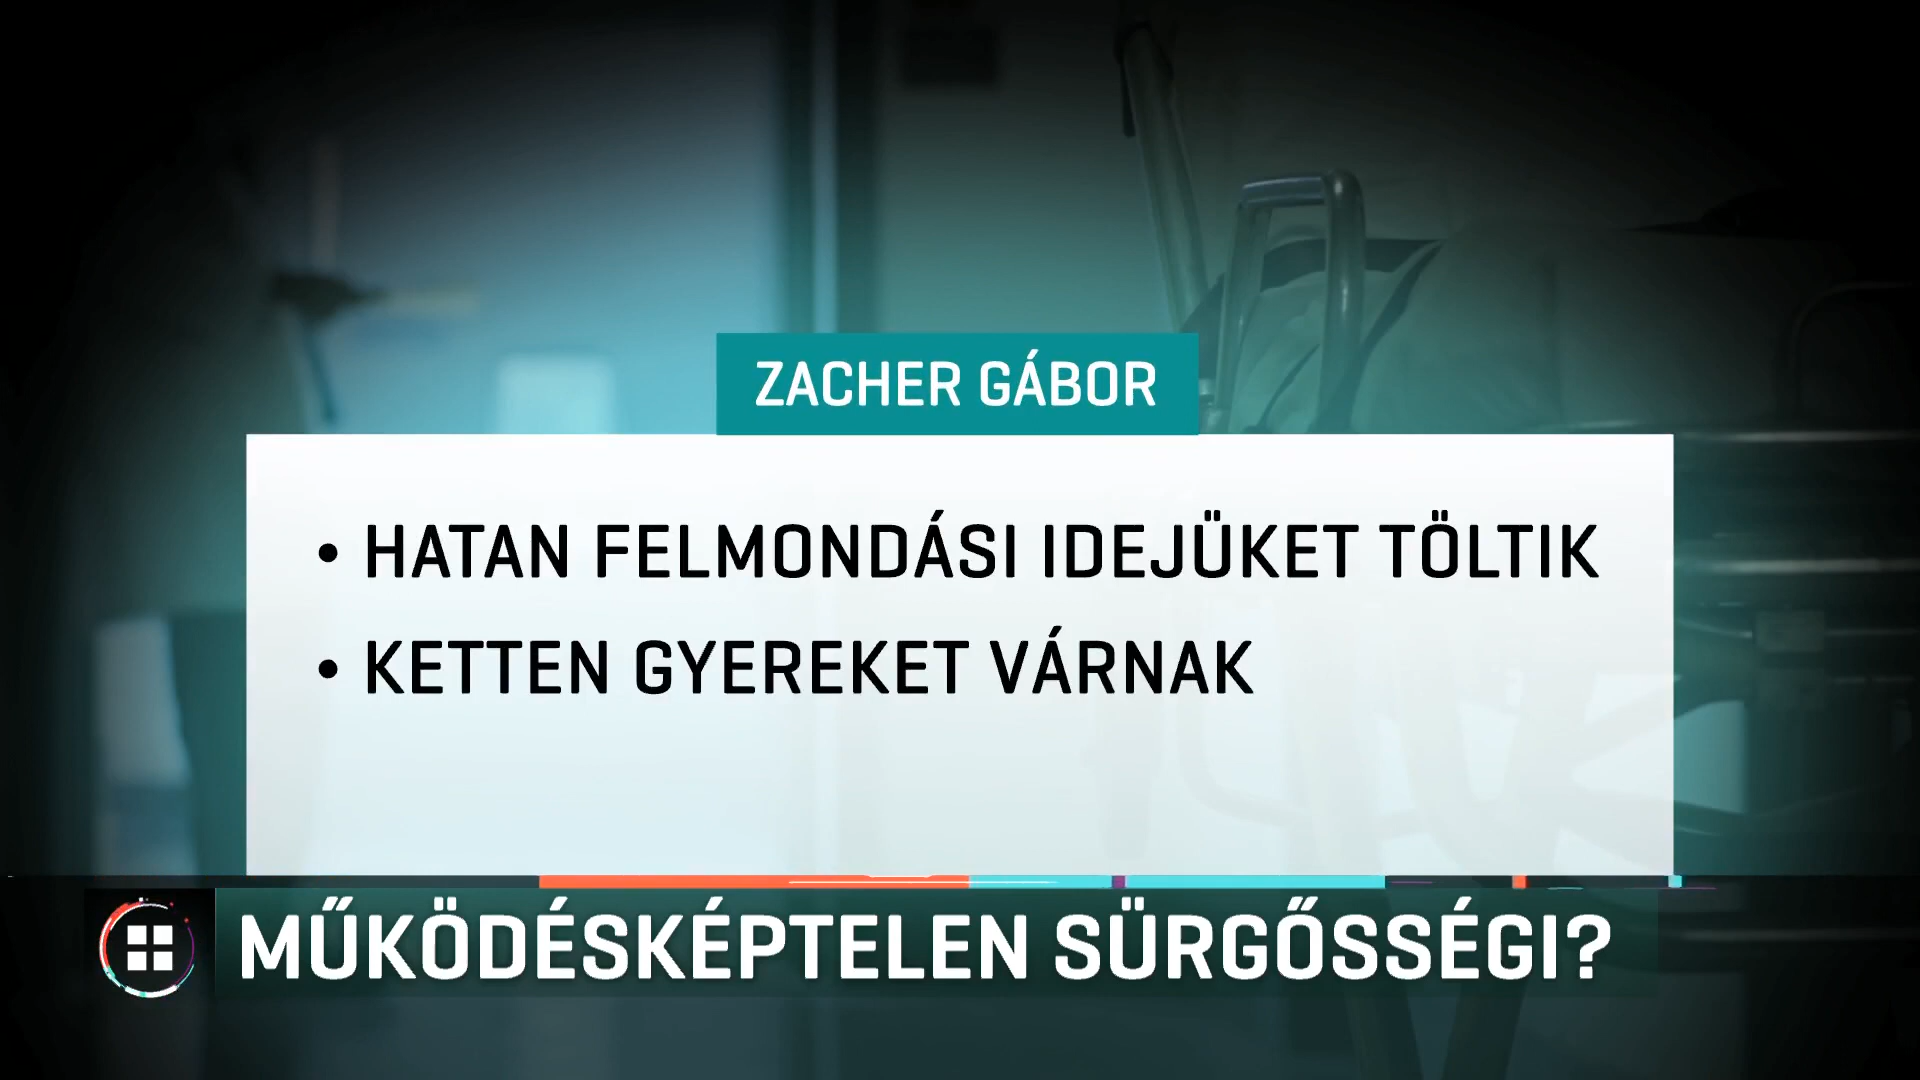 ZACHER GÁBOR
• HATAN FELMONDÁSI IDEJÜKET TÖLTIK
• KETTEN GYEREKET VÁRNAK
MŰKÖDÉSKÉPTELEN SÜRGŐSSÉGI?